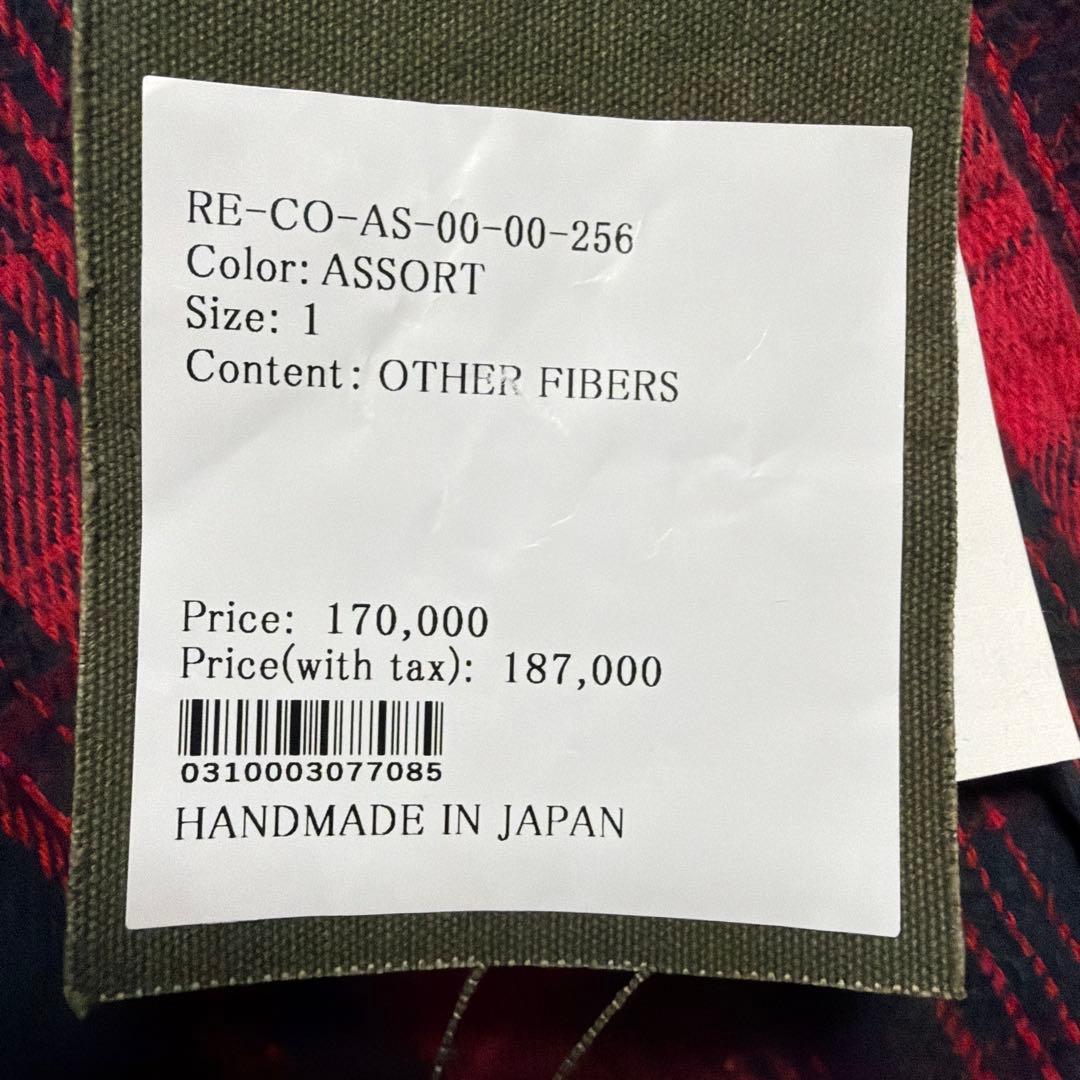 RE-CO-AS-00-00-256
Color: ASSORT
Size: 1
Content: OTHER FIBERS
Price: 170,000
Price(with tax): 187,000
0310003077085
HANDMADE IN JAPAN